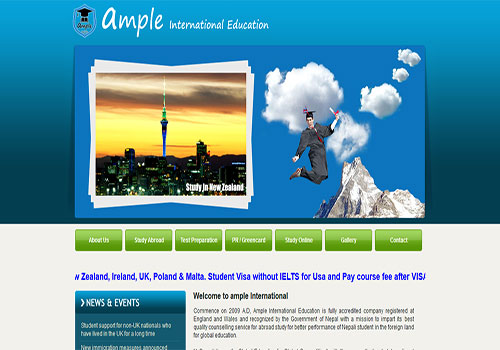 ample International Education
Study in New Zealand
About Us
Study Abroad
Test Preparation
PR / Greencard
Study Online
Gallery
Contact
Zealand, Ireland, UK, Poland & Malta. Student Visa without IELTS for Usa and Pay course fee after VISA
NEWS & EVENTS
Student support for non-UK nationals who
have lived in the UK for a long time
New immigration measures announced
Welcome to ample International
Commence on 2009 A.D, Ample International Education is fully accredited company registered at
England and Wales and recognized by the Government of Nepal with a mission to impart its best
quality counselling service for abroad study for better performance of Nepalk student in the foreign land
for global education.